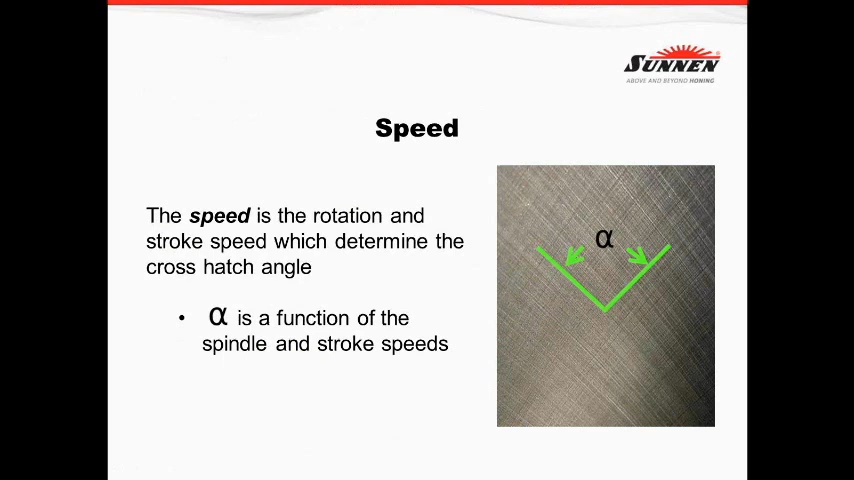 SUNNEN®
ABOVE AND BEYOND HONING
Speed
The speed is the rotation and
stroke speed which determine the
cross hatch angle
• α is a function of the
spindle and stroke speeds
α